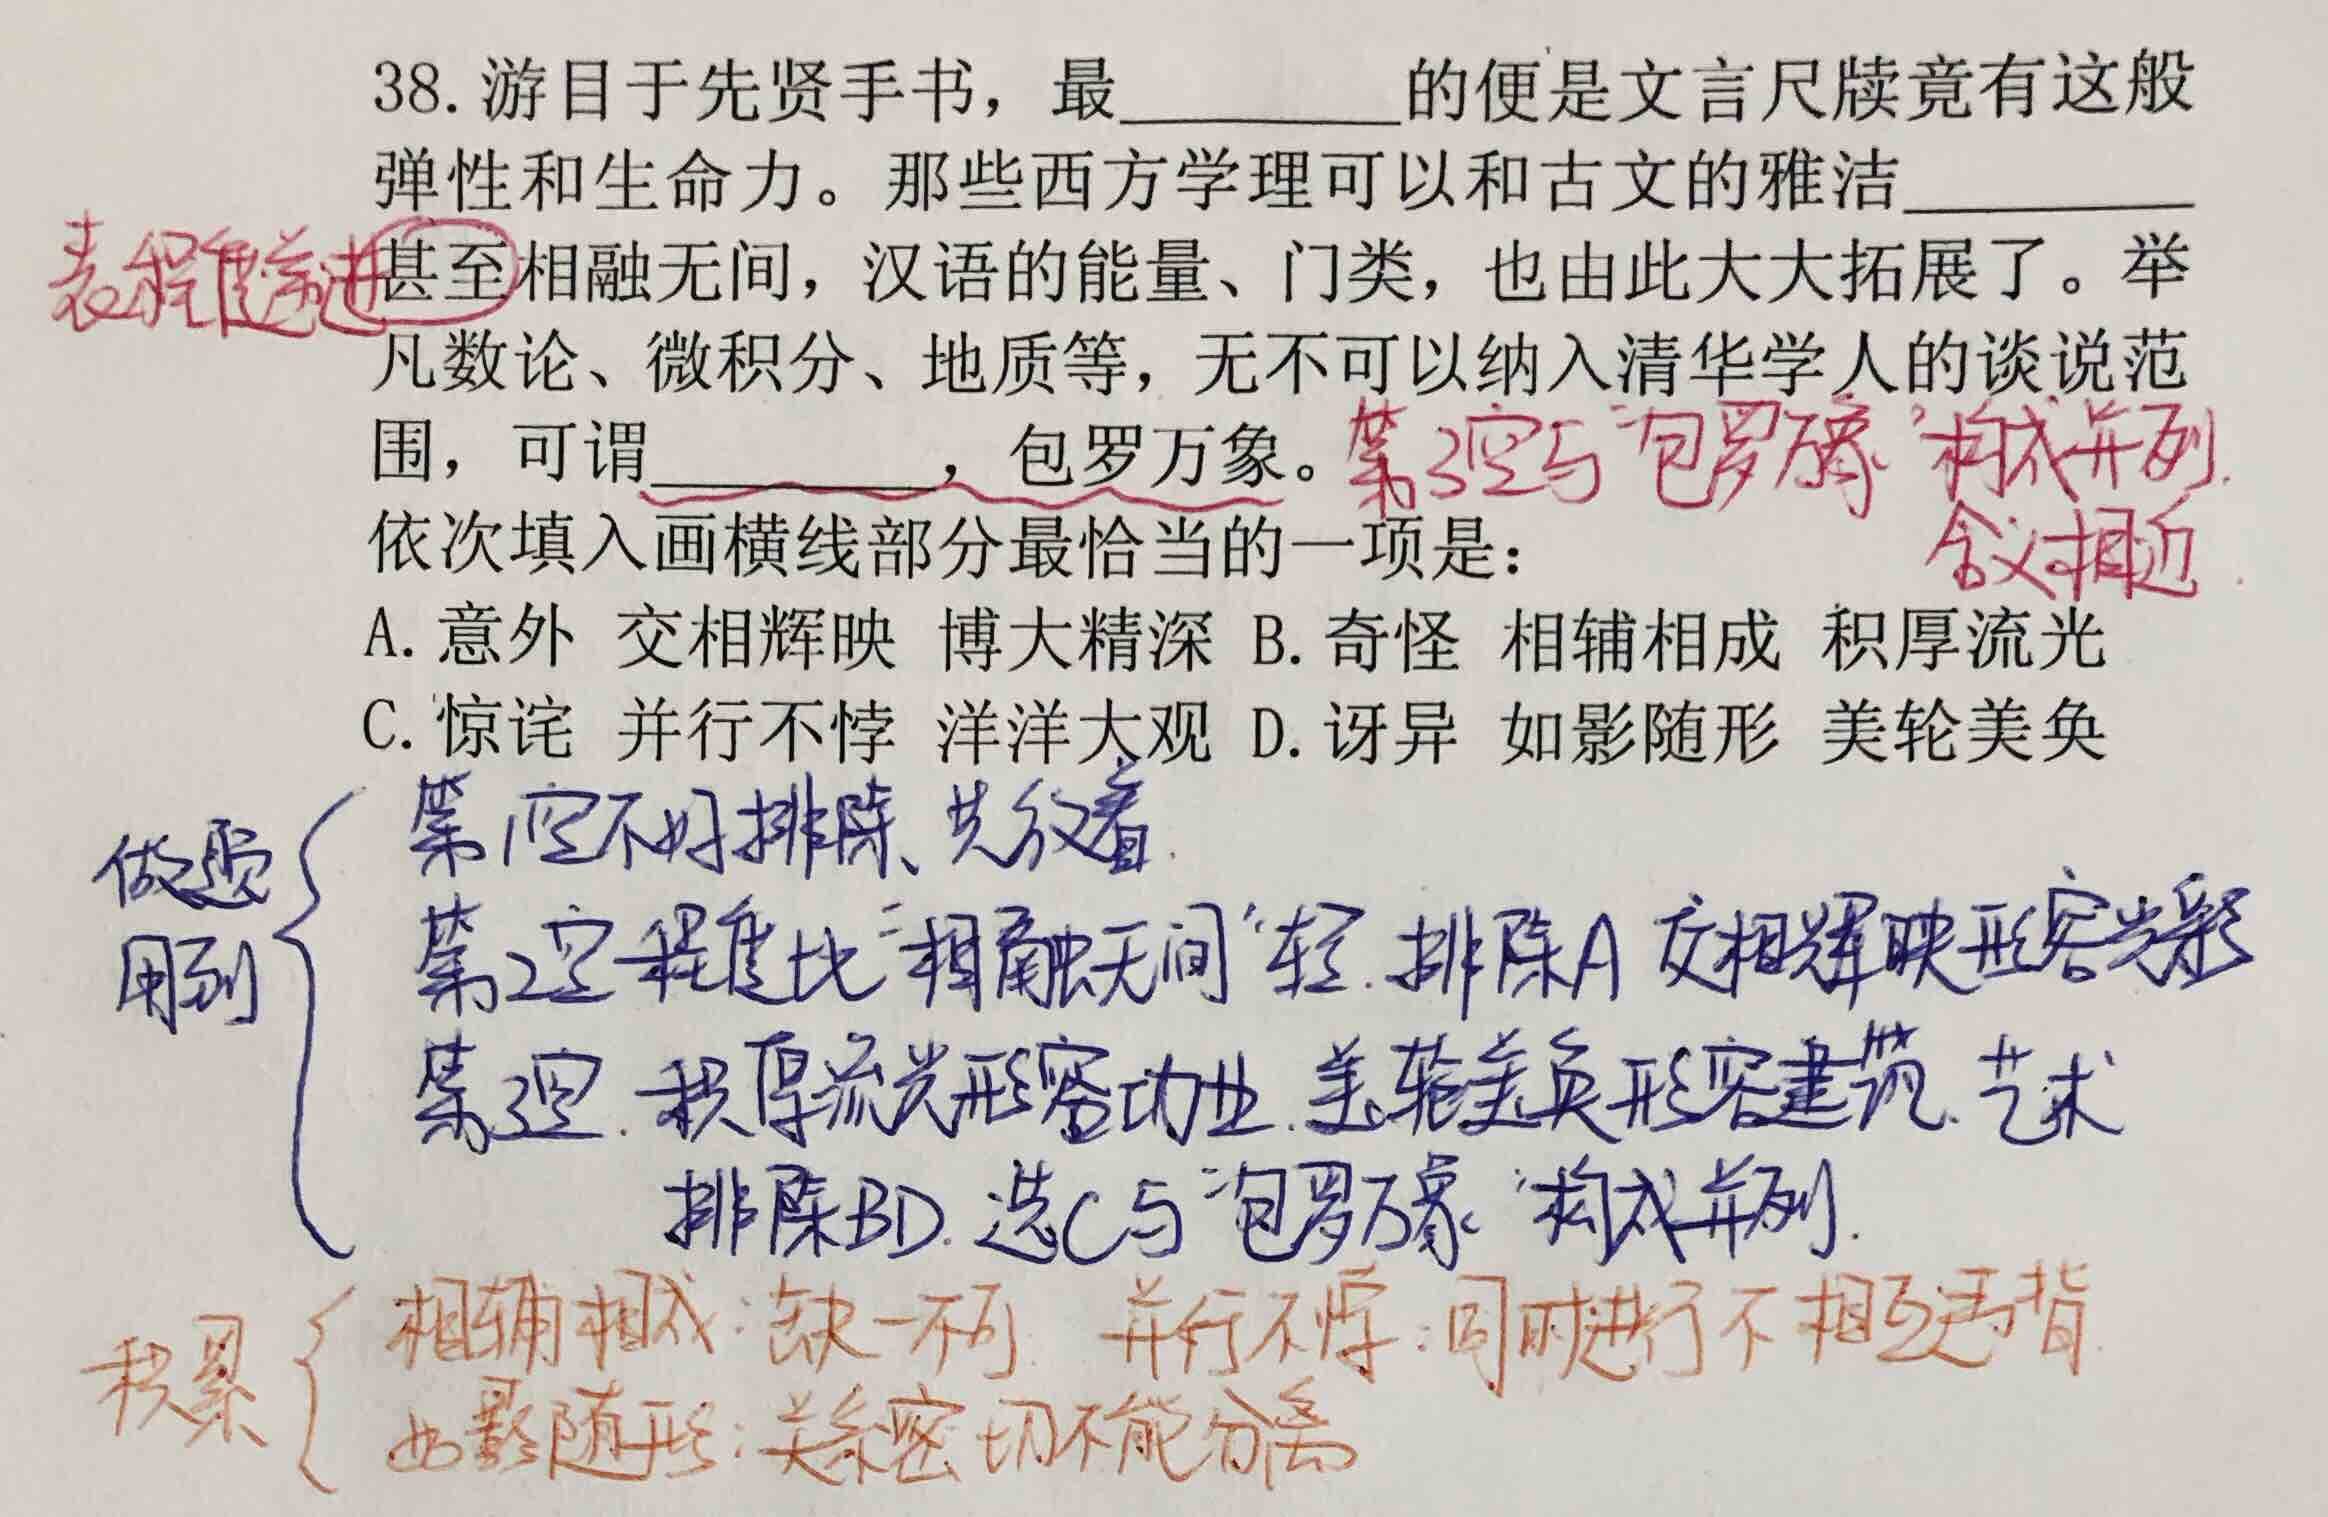 38.游目于先贤手书，最________的便是文言尺牍竟有这般
弹性和生命力。那些西方学理可以和古文的雅洁________
表程度递进
甚至相融无间，汉语的能量、门类，也由此大大拓展了。举
凡数论、微积分、地质等，无不可以纳入清华学人的谈说范
围，可谓________，包罗万象。
第3空与“包罗万象”构成并列.
含义相近.
依次填入画横线部分最恰当的一项是：
A.意外 交相辉映 博大精深 B.奇怪 相辅相成 积厚流光
C.惊诧 并行不悖 洋洋大观 D.讶异 如影随形 美轮美奂
做题
用到
第1空不好排除、先放着.
第2空程度比“相融无间”轻.排除A 交相辉映形容光彩
第3空.积厚流光形容功业.美轮美奂形容建筑.艺术
排除BD.选C与“包罗万象”构成并列.
积累
相辅相成:缺一不可 并行不悖:同时进行不相互违背.
如影随形:关系密切不能分离